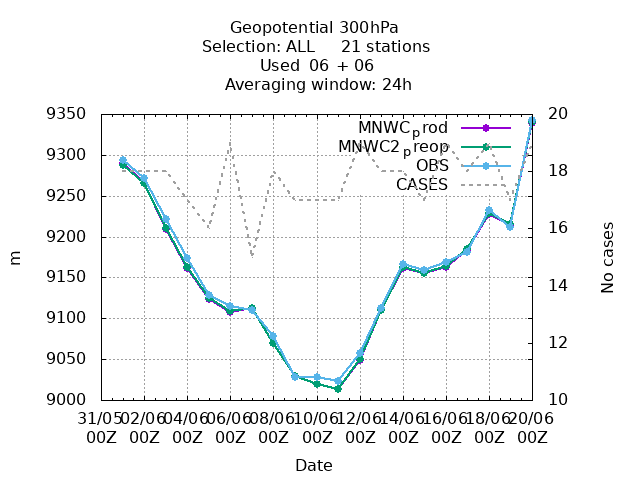 Geopotential 300hPa
Selection: ALL 21 stations
Used 06 + 06
Averaging window: 24h
9350
9300
9250
9200
9150
9100
9050
9000
20
18
16
14
12
10
MNWC_prod
MNWC2_preop
OBS
CASES
m
No cases
31/05 02/06 04/06 06/06 08/06 10/06 12/06 14/06 16/06 18/06 20/06
00Z 00Z 00Z 00Z 00Z 00Z 00Z 00Z 00Z 00Z 00Z
Date